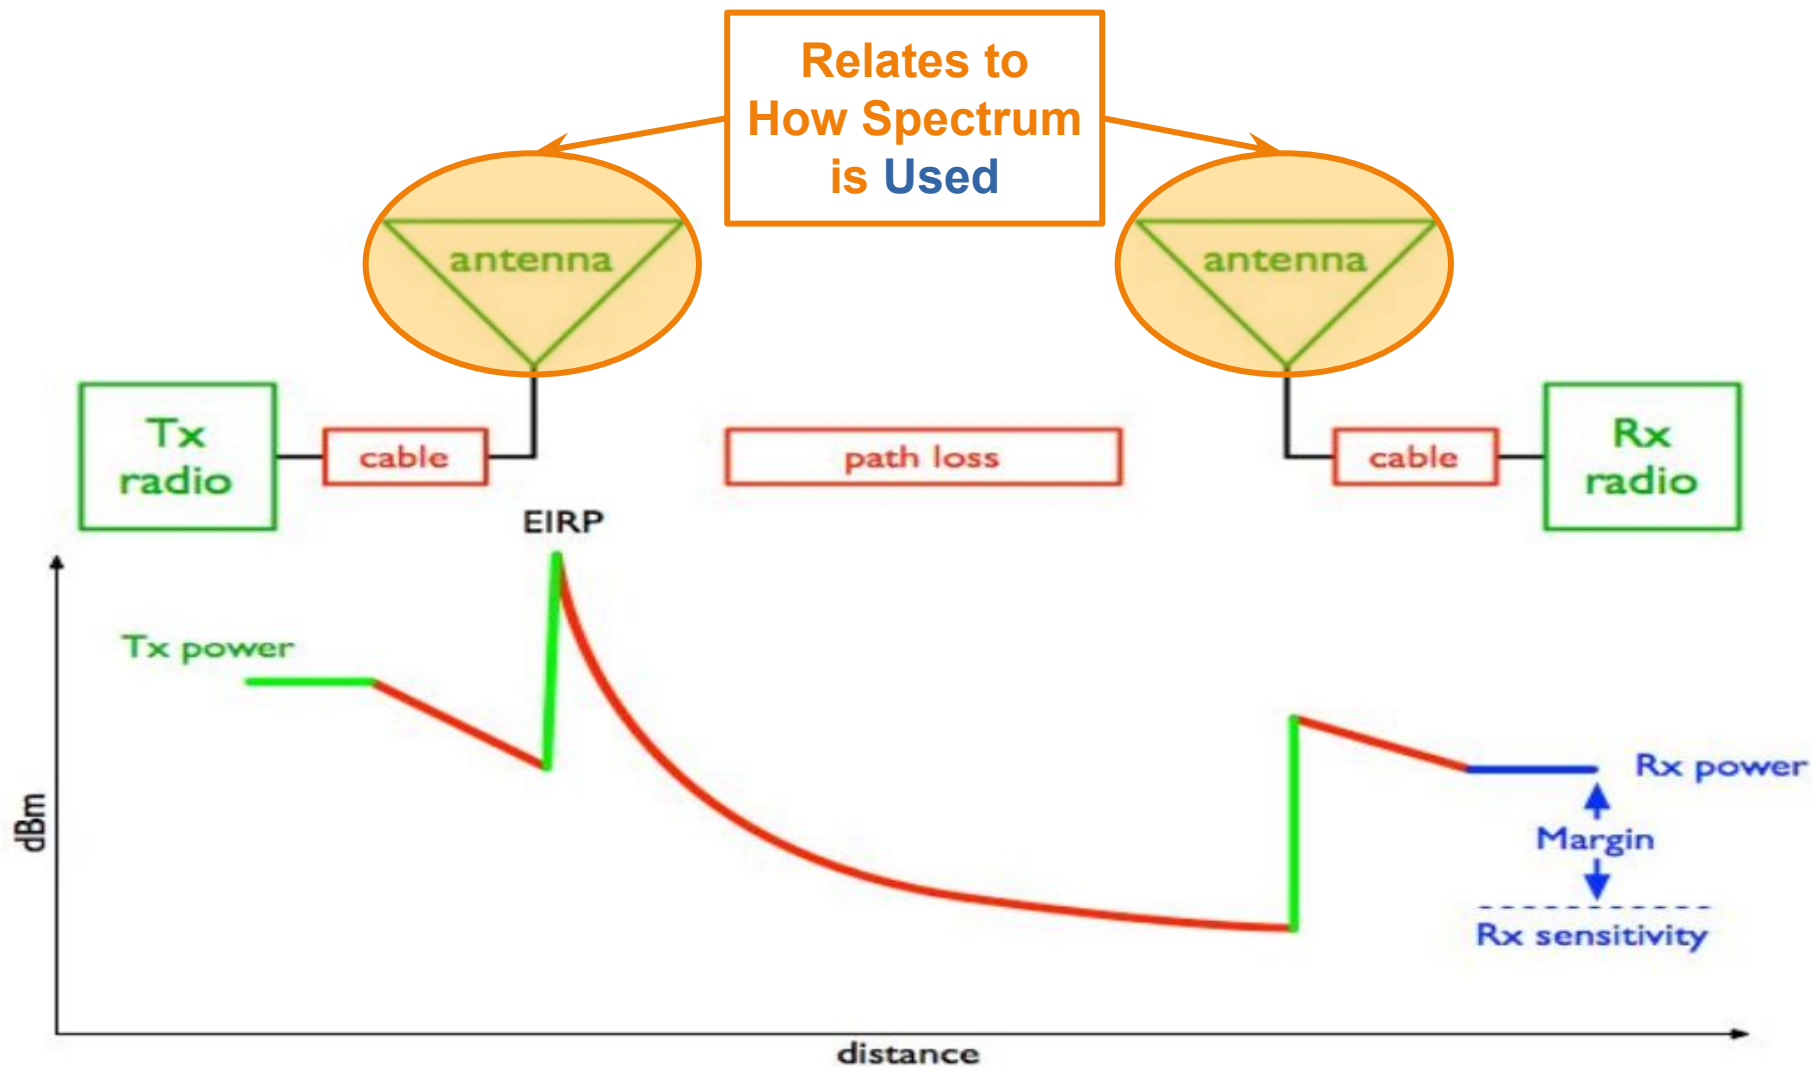 Relates to
How Spectrum
is Used
antenna
antenna
Tx
radio
cable
path loss
cable
Rx
radio
EIRP
Tx power
dBm
Rx power
Margin
Rx sensitivity
distance